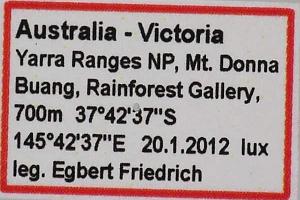 Australia - Victoria
Yarra Ranges NP, Mt. Donna
Buang, Rainforest Gallery,
700m  37°42'37"S
145°42'37"E  20.1.2012  lux
leg. Egbert Friedrich